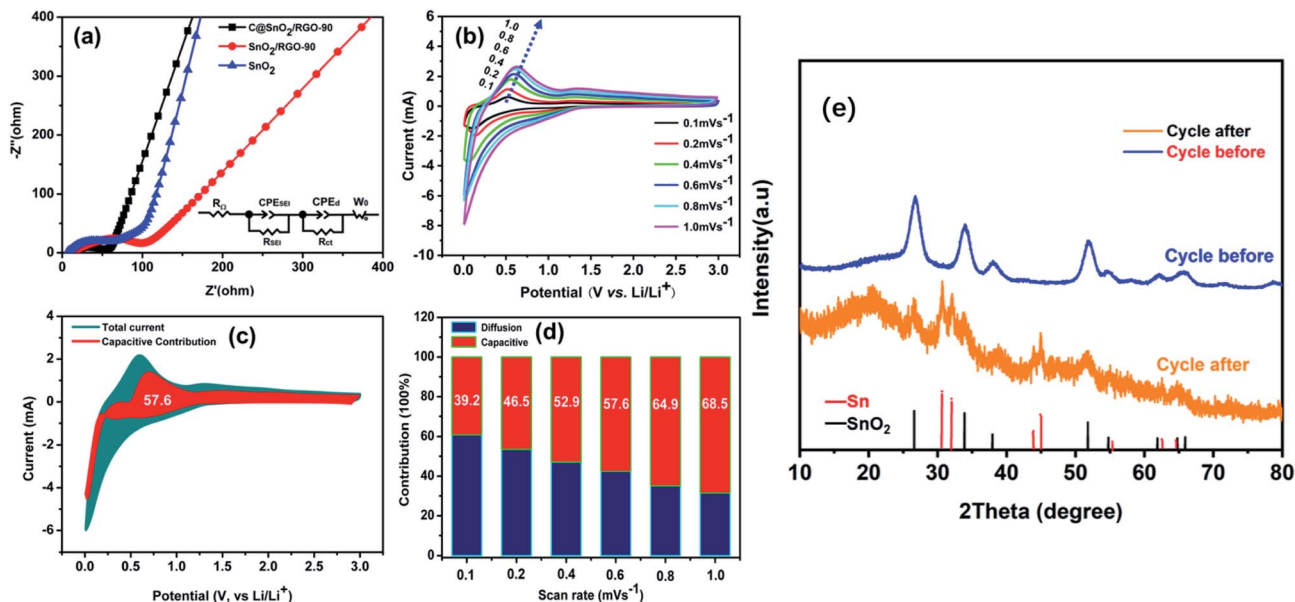 (a)
C@SnO₂/RGO-90
SnO₂/RGO-90
SnO₂
-Z''(ohm)
400
300
200
100
0
0 100 200 300 400
Z'(ohm)
R_Ω CPE_SEI CPE_d W₀
R_SEI R_ct
(b)
1.0
0.8
0.6
0.4
0.2
0.1
Current (mA)
6
4
2
0
-2
-4
-6
-8
-10
0.1mVs⁻¹
0.2mVs⁻¹
0.4mVs⁻¹
0.6mVs⁻¹
0.8mVs⁻¹
1.0mVs⁻¹
0.0 0.5 1.0 1.5 2.0 2.5 3.0
Potential (V vs. Li/Li⁺)
(c)
Total current
Capacitive Contribution
57.6
Current (mA)
4
2
0
-2
-4
-6
0.0 0.5 1.0 1.5 2.0 2.5 3.0
Potential (V, vs Li/Li⁺)
(d)
Diffusion
Capacitive
Contribution (100%)
120
100
80
60
40
20
0
39.2 46.5 52.9 57.6 64.9 68.5
0.1 0.2 0.4 0.6 0.8 1.0
Scan rate (mVs⁻¹)
(e)
Cycle after
Cycle before
Cycle before
Cycle after
Sn
SnO₂
Intensity(a.u)
10 20 30 40 50 60 70 80
2Theta (degree)